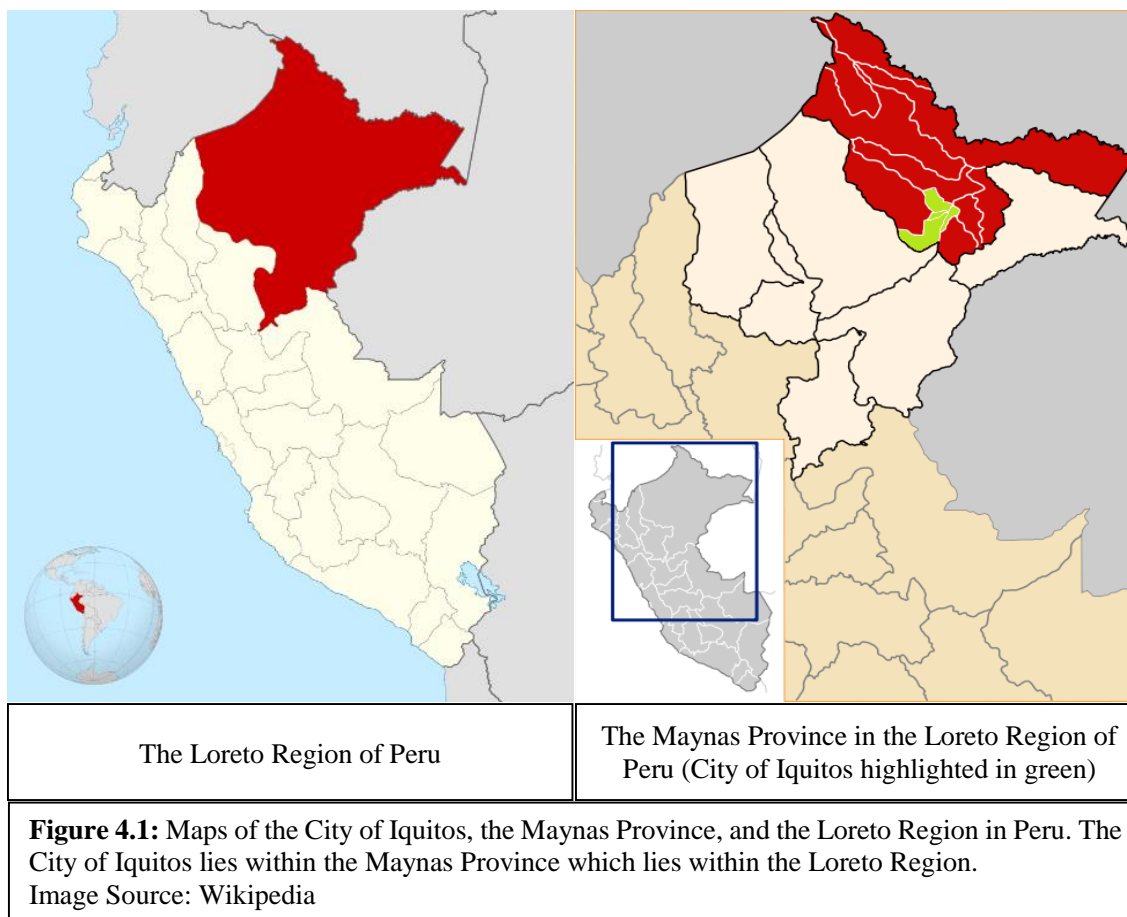 The Loreto Region of Peru
The Maynas Province in the Loreto Region of
Peru (City of Iquitos highlighted in green)
Figure 4.1: Maps of the City of Iquitos, the Maynas Province, and the Loreto Region in Peru. The
City of Iquitos lies within the Maynas Province which lies within the Loreto Region.
Image Source: Wikipedia